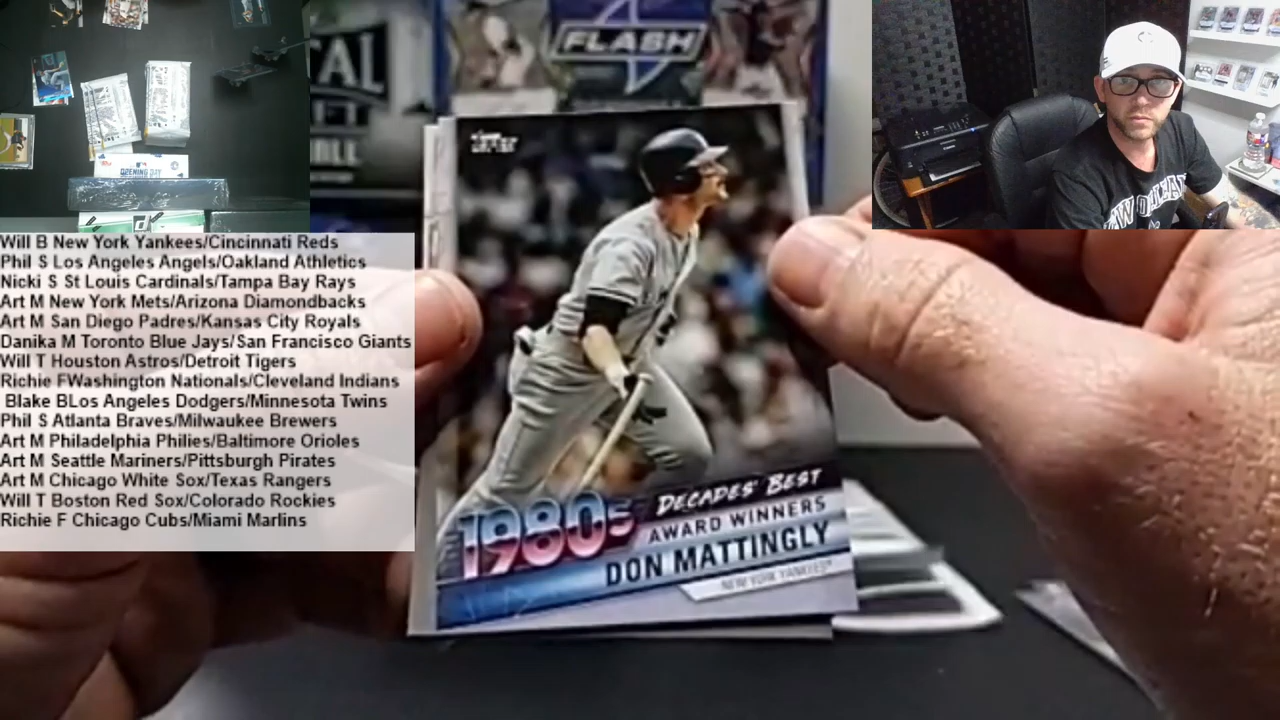 TAL
FLASH
topps
OPENING DAY
Will B New York Yankees/Cincinnati Reds
Phil S Los Angeles Angels/Oakland Athletics
Nicki S St Louis Cardinals/Tampa Bay Rays
Art M New York Mets/Arizona Diamondbacks
Art M San Diego Padres/Kansas City Royals
Danika M Toronto Blue Jays/San Francisco Giants
Will T Houston Astros/Detroit Tigers
Richie FWashington Nationals/Cleveland Indians
Blake BLos Angeles Dodgers/Minnesota Twins
Phil S Atlanta Braves/Milwaukee Brewers
Art M Philadelphia Philies/Baltimore Orioles
Art M Seattle Mariners/Pittsburgh Pirates
Art M Chicago White Sox/Texas Rangers
Will T Boston Red Sox/Colorado Rockies
Richie F Chicago Cubs/Miami Marlins
1980s DECADES' BEST
AWARD WINNERS
DON MATTINGLY
NEW YORK YANKEES